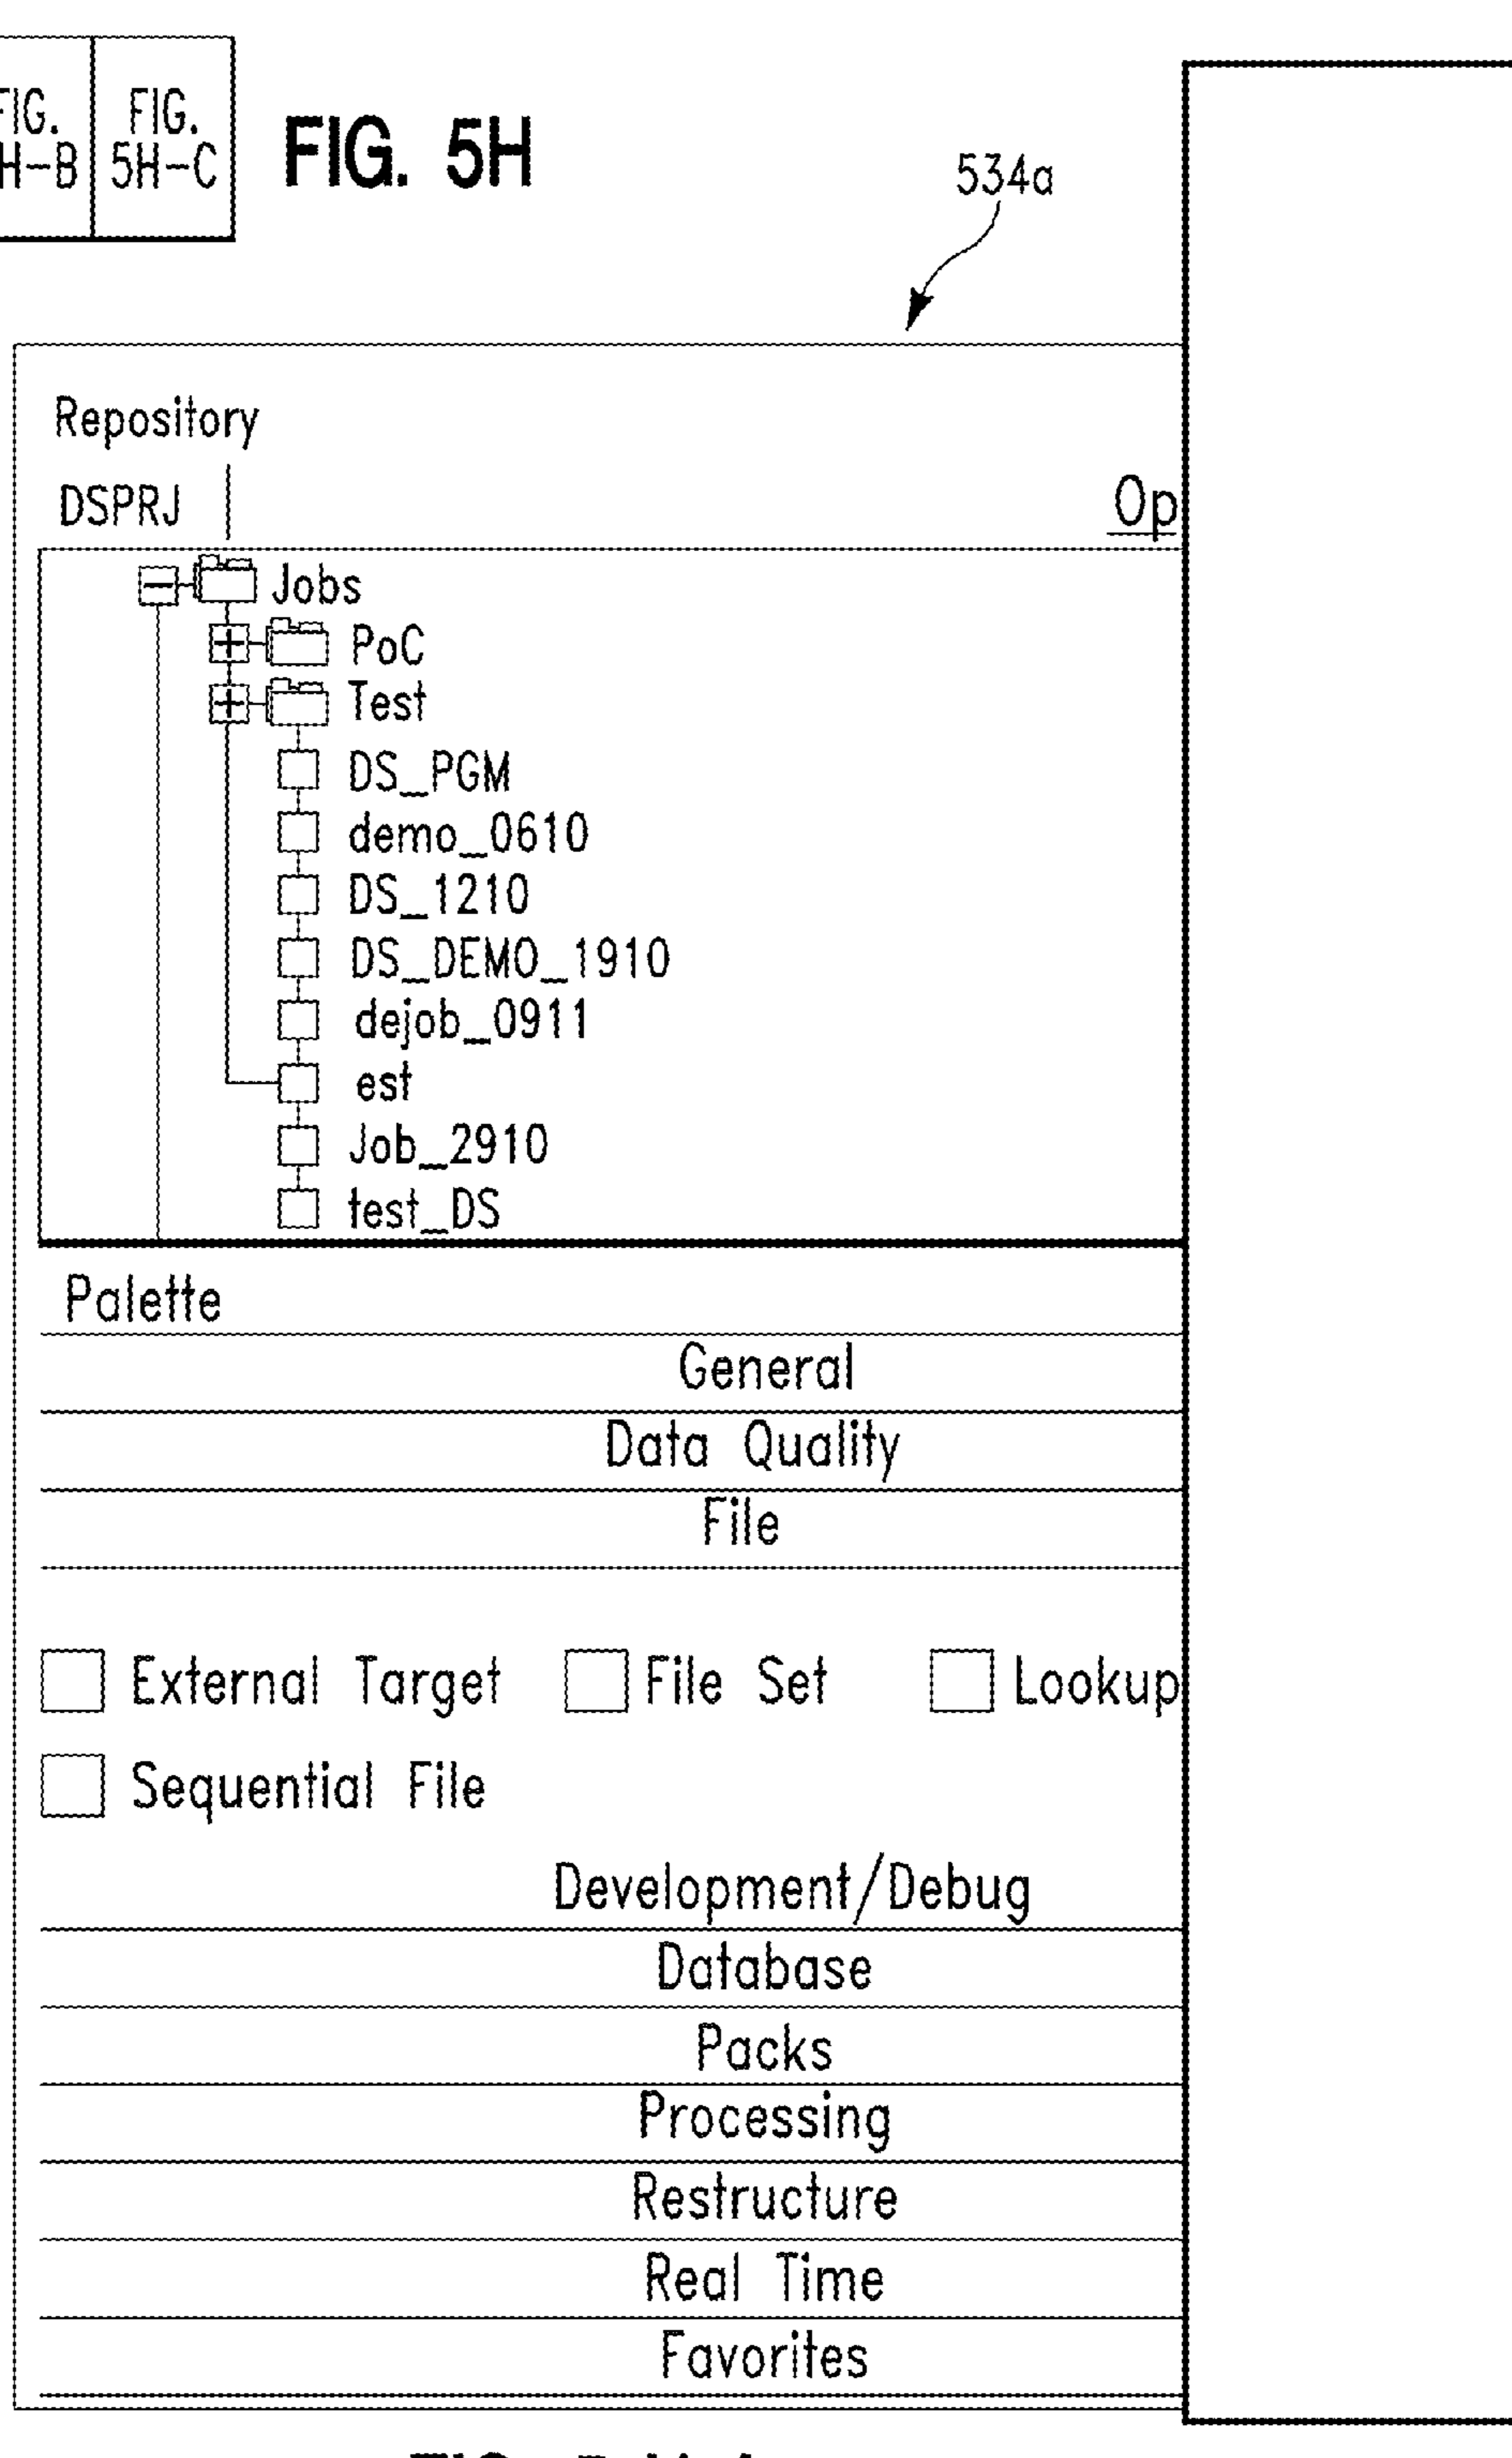 FIG. FIG.
H-B 5H-C
FIG. 5H
534a
Repository
DSPRJ
Op
Jobs
PoC
Test
DS_PGM
demo_0610
DS_1210
DS_DEMO_1910
dejob_0911
est
Job_2910
test_DS
Palette
General
Data Quality
File
External Target File Set Lookup
Sequential File
Development/Debug
Database
Packs
Processing
Restructure
Real Time
Favorites